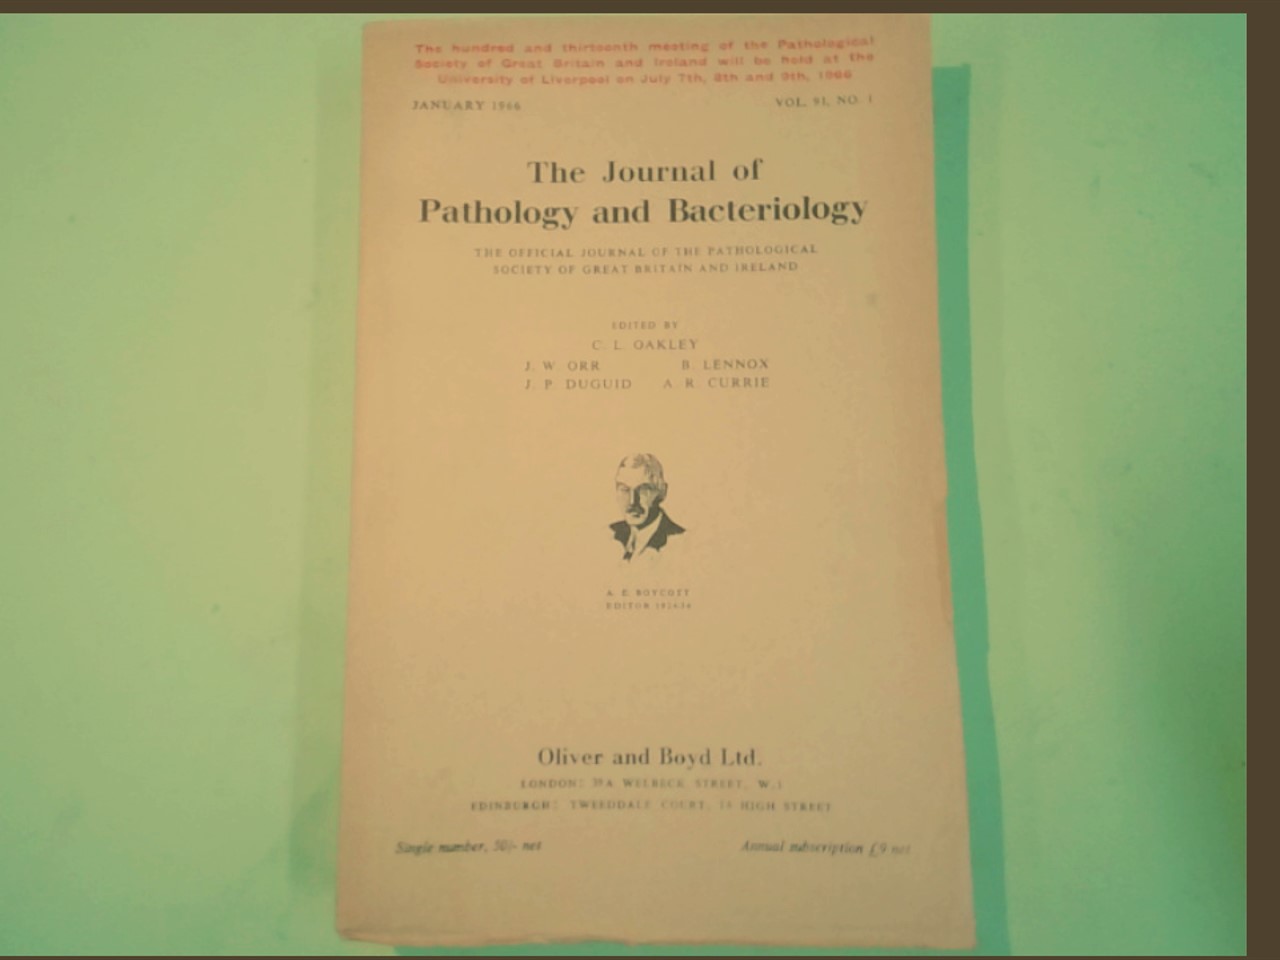 The hundred and thirteenth meeting of the Pathological
Society of Great Britain and Ireland will be held at the
University of Liverpool on July 7th, 8th and 9th, 1966
JANUARY 1966 VOL. 91, NO. 1
The Journal of
Pathology and Bacteriology
THE OFFICIAL JOURNAL OF THE PATHOLOGICAL
SOCIETY OF GREAT BRITAIN AND IRELAND
EDITED BY
C. L. OAKLEY
J. W. ORR B. LENNOX
J. P. DUGUID A. R. CURRIE
A. E. BOYCOTT
EDITOR
Oliver and Boyd Ltd.
LONDON: WELBECK STREET, W.1
EDINBURGH: TWEEDDALE COURT, HIGH STREET
Single number, 50/- net Annual subscription £9 net